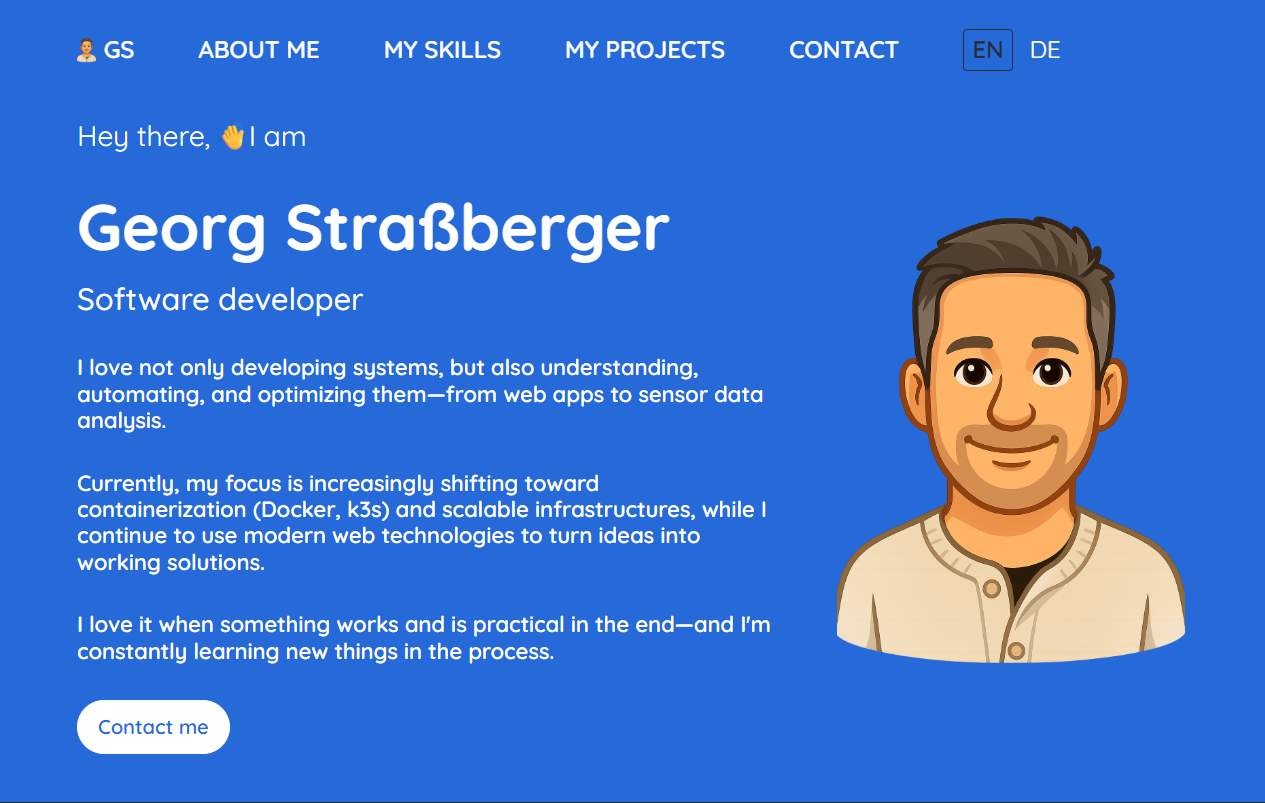 GS ABOUT ME MY SKILLS MY PROJECTS CONTACT EN DE
Hey there, 👋 I am
Georg Straßberger
Software developer
I love not only developing systems, but also understanding,
automating, and optimizing them—from web apps to sensor data
analysis.
Currently, my focus is increasingly shifting toward
containerization (Docker, k3s) and scalable infrastructures, while I
continue to use modern web technologies to turn ideas into
working solutions.
I love it when something works and is practical in the end—and I'm
constantly learning new things in the process.
Contact me